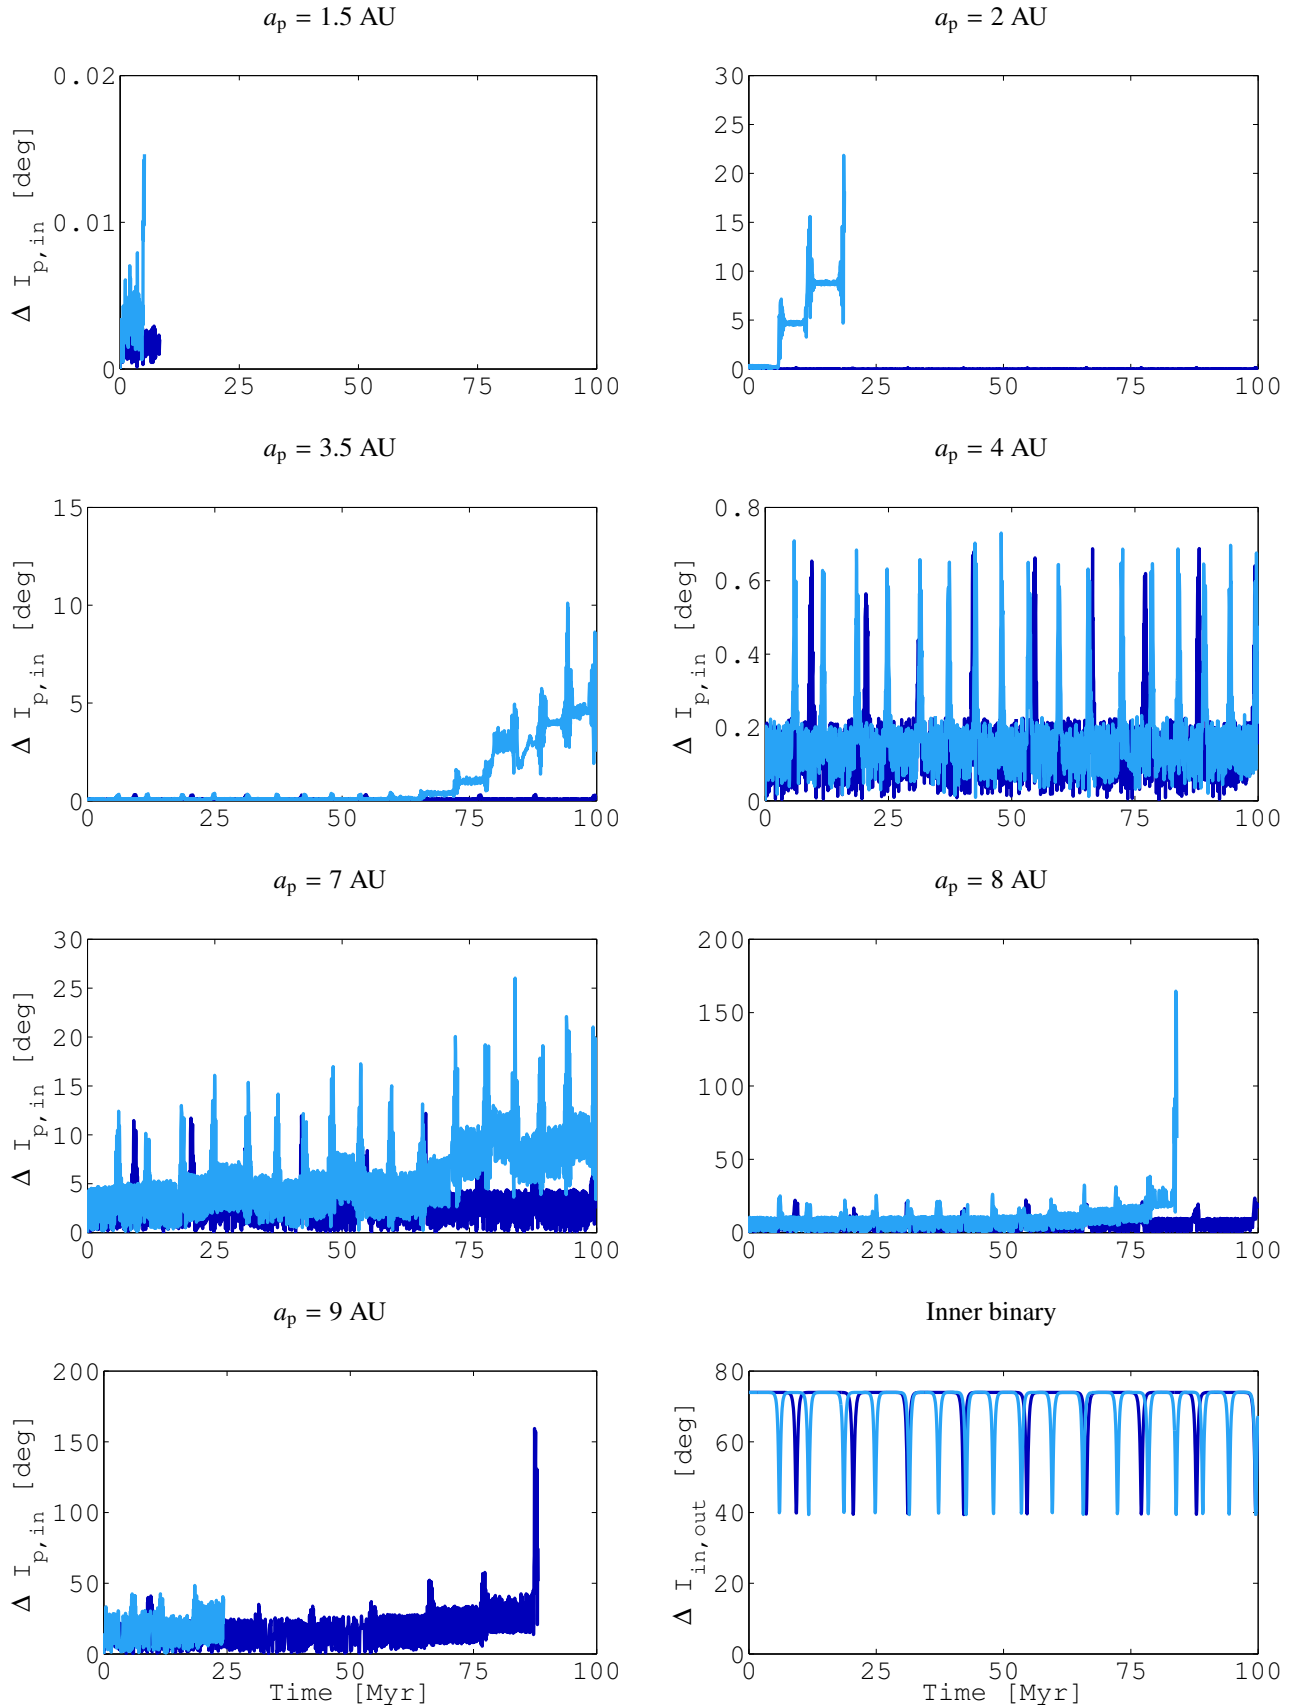 a_p = 1.5 AU
0.02
0.01
0
Δ I_p,in [deg]
0 25 50 75 100
a_p = 2 AU
30
25
20
15
10
5
0
0 25 50 75 100
a_p = 3.5 AU
15
10
5
0
Δ I_p,in [deg]
0 25 50 75 100
a_p = 4 AU
0.8
0.6
0.4
0.2
0
Δ I_p,in [deg]
0 25 50 75 100
a_p = 7 AU
30
25
20
15
10
5
0
Δ I_p,in [deg]
0 25 50 75 100
a_p = 8 AU
200
150
100
50
0
0 25 50 75 100
a_p = 9 AU
200
150
100
50
0
Δ I_p,in [deg]
0 25 50 75 100
Time [Myr]
Inner binary
80
60
40
20
0
Δ I_in,out [deg]
0 25 50 75 100
Time [Myr]